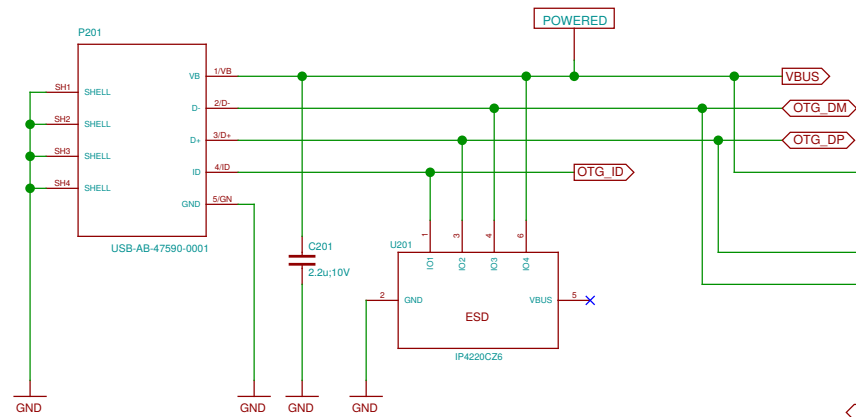 POWERED
P201
VB 1/VB
VBUS
SH1 SHELL
D- 2/D-
OTG_DM
SH2 SHELL
D+ 3/D+
OTG_DP
SH3 SHELL
ID 4/ID
OTG_ID
SH4 SHELL
GND 5/GN
USB-AB-47590-0001
1 3 4 6
U201
C201
2.2u;10V
IO1 IO2 IO3 IO4
2 GND
VBUS 5
ESD
IP4220CZ6
GND
GND
GND
GND